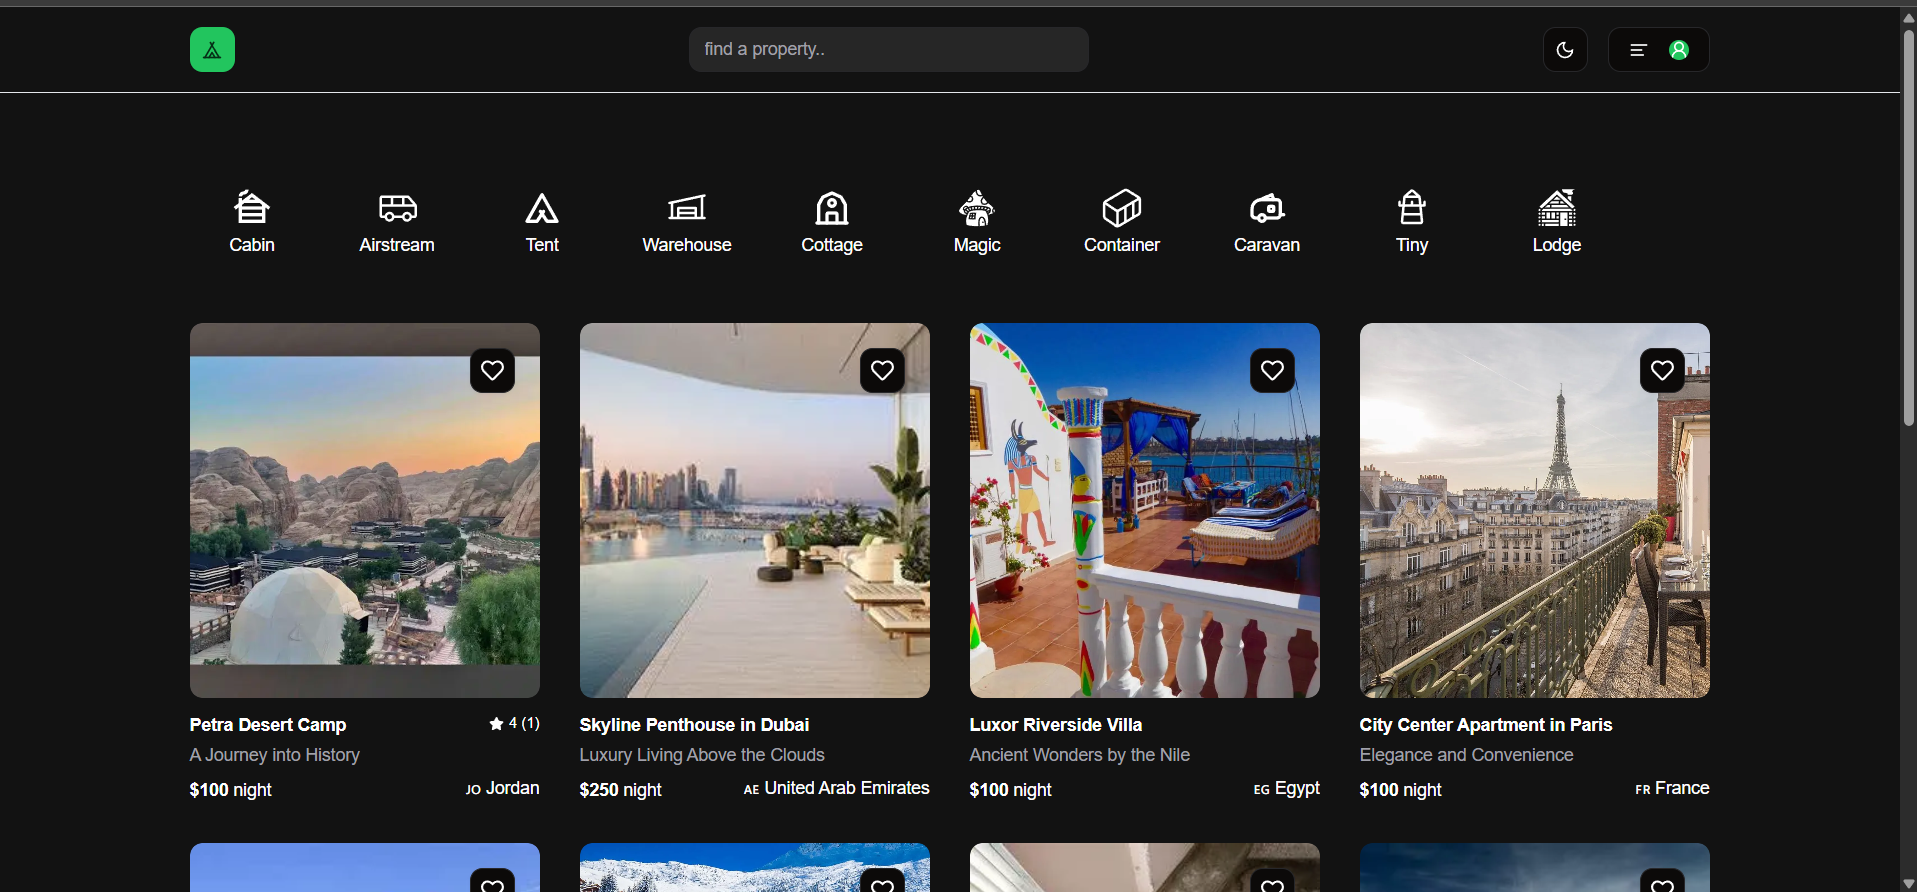 find a property..
Cabin
Airstream
Tent
Warehouse
Cottage
Magic
Container
Caravan
Tiny
Lodge
Petra Desert Camp
4 (1)
A Journey into History
$100 night
JO Jordan
Skyline Penthouse in Dubai
Luxury Living Above the Clouds
$250 night
AE United Arab Emirates
Luxor Riverside Villa
Ancient Wonders by the Nile
$100 night
EG Egypt
City Center Apartment in Paris
Elegance and Convenience
$100 night
FR France